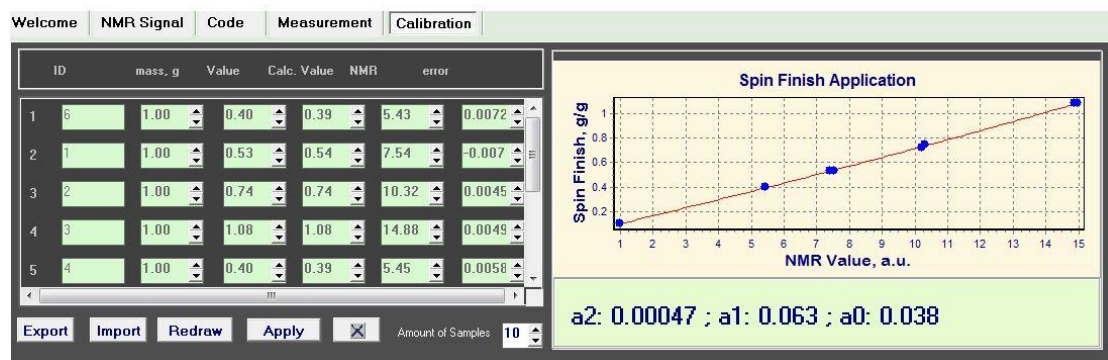 Welcome NMR Signal Code Measurement Calibration
ID mass, g Value Calc. Value NMR error
1 6 1.00 0.40 0.39 5.43 0.0072
2 1 1.00 0.53 0.54 7.54 -0.007
3 2 1.00 0.74 0.74 10.32 0.0045
4 3 1.00 1.08 1.08 14.88 0.0049
5 4 1.00 0.40 0.39 5.45 0.0058
Export Import Redraw Apply Amount of Samples 10
Spin Finish Application
Spin Finish, g/g
1
0.8
0.6
0.4
0.2
1 2 3 4 5 6 7 8 9 10 11 12 13 14 15
NMR Value, a.u.
a2: 0.00047 ; a1: 0.063 ; a0: 0.038